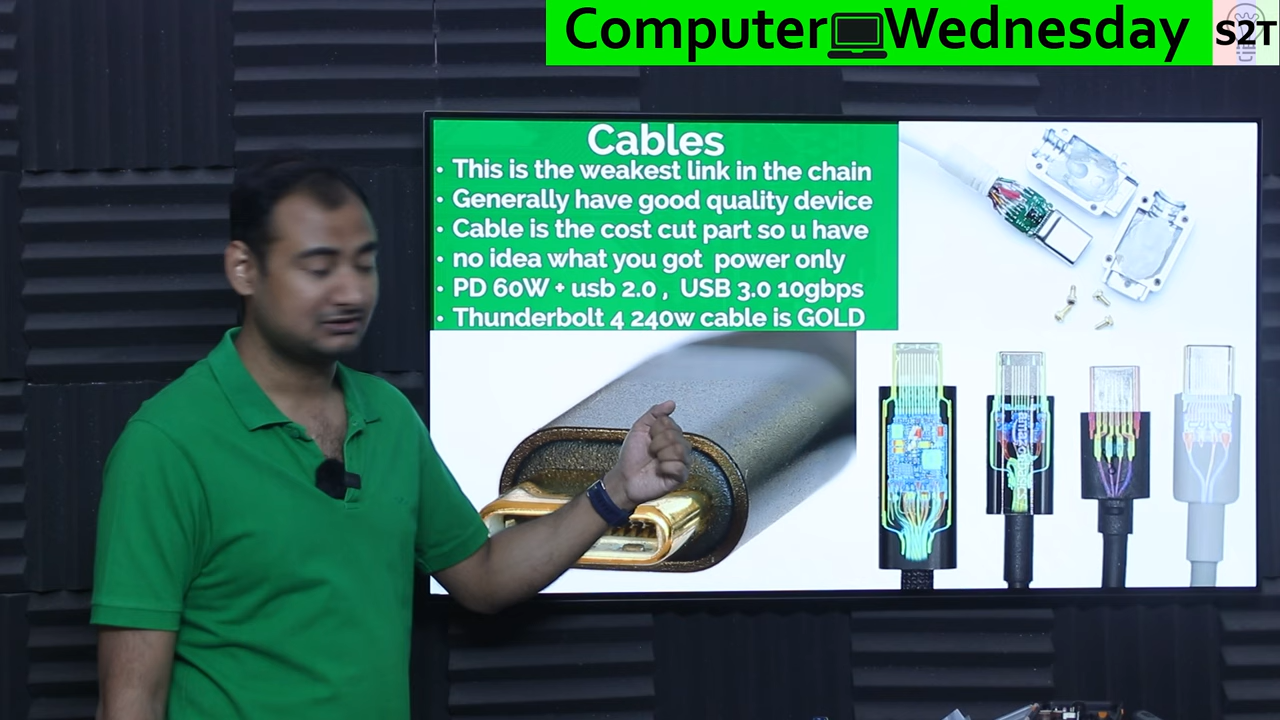 Computer Wednesday
S2T
Cables
• This is the weakest link in the chain
• Generally have good quality device
• Cable is the cost cut part so u have
• no idea what you got power only
• PD 60W + usb 2.0 , USB 3.0 10gbps
• Thunderbolt 4 240w cable is GOLD